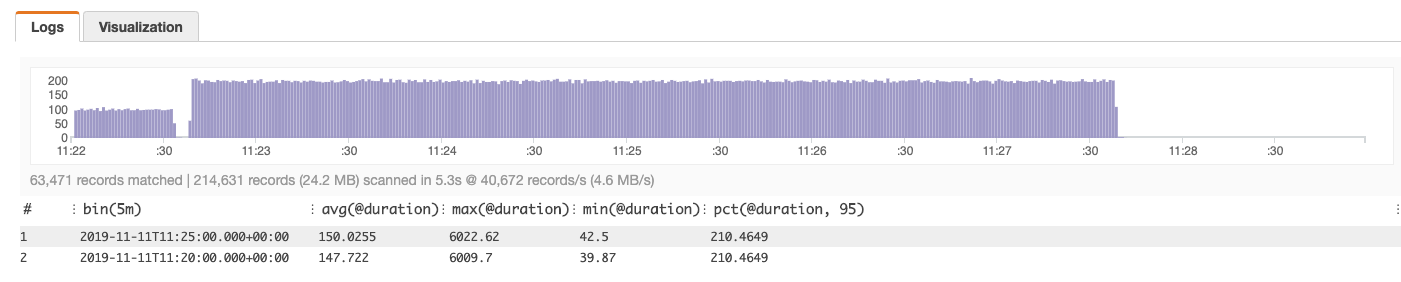 Logs Visualization
200
150
100
50
0
11:22 :30 11:23 :30 11:24 :30 11:25 :30 11:26 :30 11:27 :30 11:28 :30
63,471 records matched | 214,631 records (24.2 MB) scanned in 5.3s @ 40,672 records/s (4.6 MB/s)
# bin(5m) avg(@duration) max(@duration) min(@duration) pct(@duration, 95)
1 2019-11-11T11:25:00.000+00:00 150.0255 6022.62 42.5 210.4649
2 2019-11-11T11:20:00.000+00:00 147.722 6009.7 39.87 210.4649